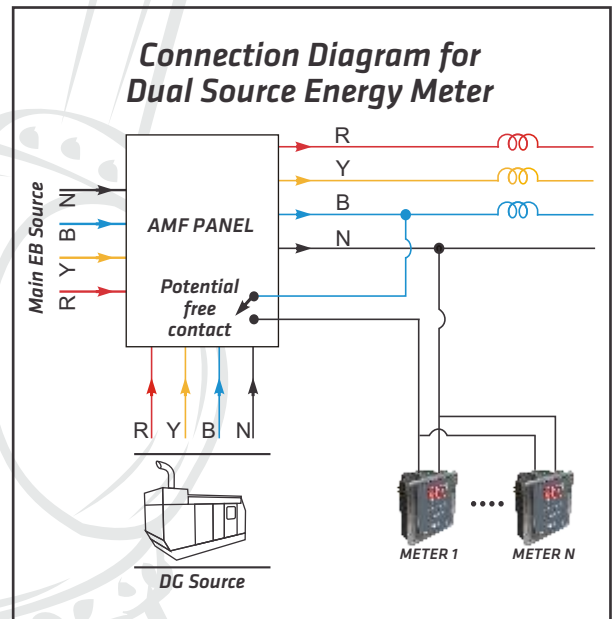 Connection Diagram for
Dual Source Energy Meter
R
Y
B
N
AMF PANEL
Main EB Source
N
B
Y
R
Potential
free
contact
R Y B N
DG Source
METER 1
METER N